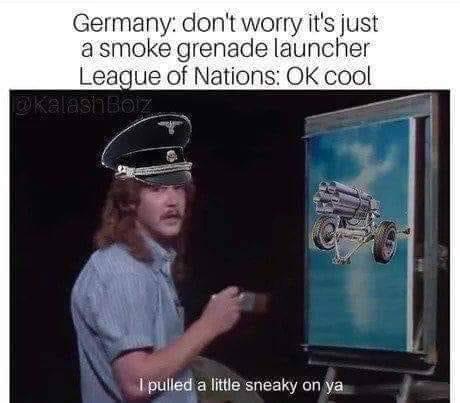 Germany: don't worry it's just
a smoke grenade launcher
League of Nations: OK cool
@KalashBoiz
I pulled a little sneaky on ya